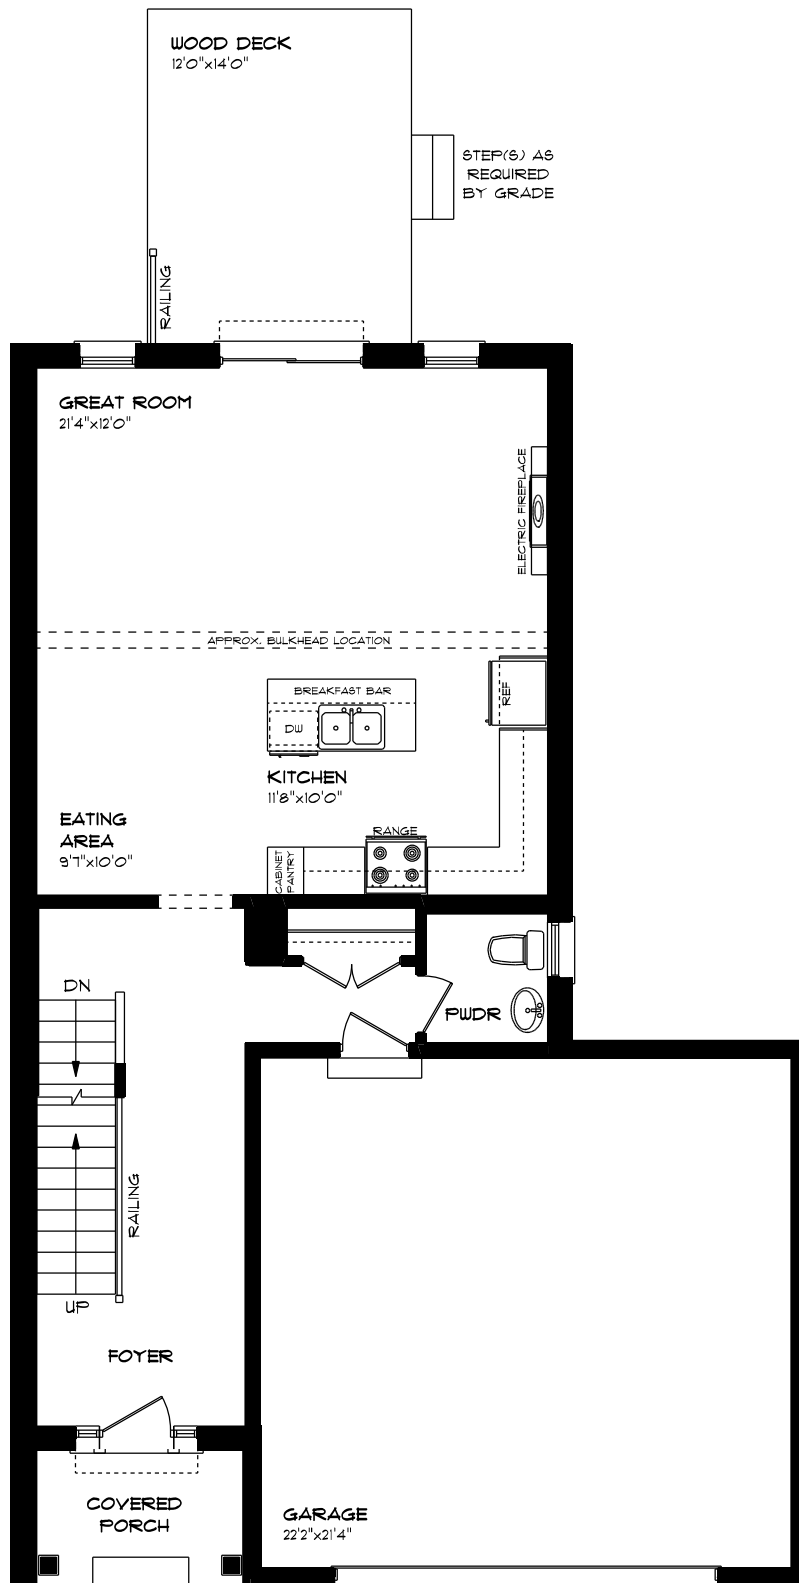 WOOD DECK
12'0"x14'0"
STEP(S) AS
REQUIRED
BY GRADE
RAILING
GREAT ROOM
21'4"x12'0"
ELECTRIC FIREPLACE
APPROX. BULKHEAD LOCATION
REF
BREAKFAST BAR
DW
KITCHEN
11'8"x10'0"
EATING
AREA
9'7"x10'0"
RANGE
CABINET
PANTRY
DN
PWDR
RAILING
UP
FOYER
COVERED
PORCH
GARAGE
22'2"x21'4"